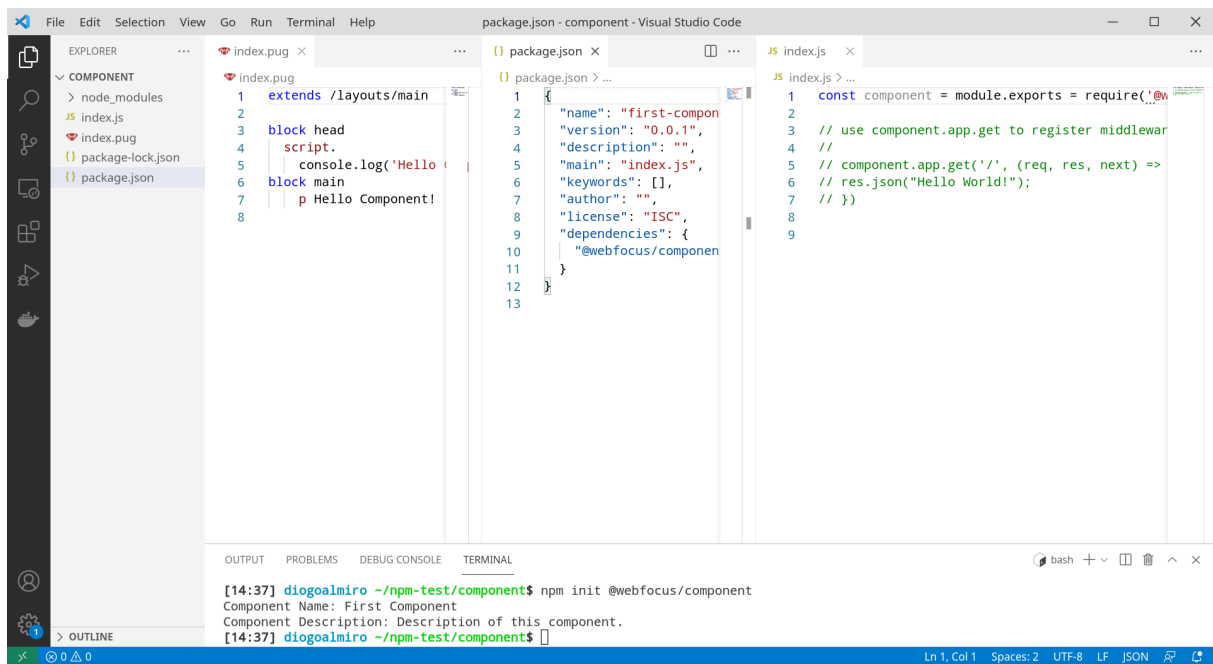 File Edit Selection View Go Run Terminal Help package.json - component - Visual Studio Code
EXPLORER
COMPONENT
node_modules
JS index.js
index.pug
{} package-lock.json
{} package.json
OUTLINE
index.pug
index.pug
1 extends /layouts/main
2
3 block head
4 script.
5 console.log('Hello
6 block main
7 p Hello Component!
8
{} package.json
{} package.json > ...
1 {
2 "name": "first-compon
3 "version": "0.0.1",
4 "description": "",
5 "main": "index.js",
6 "keywords": [],
7 "author": "",
8 "license": "ISC",
9 "dependencies": {
10 "@webfocus/componen
11 }
12 }
13
JS index.js
JS index.js > ...
1 const component = module.exports = require('@w
2
3 // use component.app.get to register middlewar
4 //
5 // component.app.get('/', (req, res, next) =>
6 // res.json("Hello World!");
7 // })
8
9
OUTPUT PROBLEMS DEBUG CONSOLE TERMINAL
bash
[14:37] diogoalmiro ~/npm-test/component$ npm init @webfocus/component
Component Name: First Component
Component Description: Description of this component.
[14:37] diogoalmiro ~/npm-test/component$
1
0 0 Ln 1, Col 1 Spaces: 2 UTF-8 LF JSON